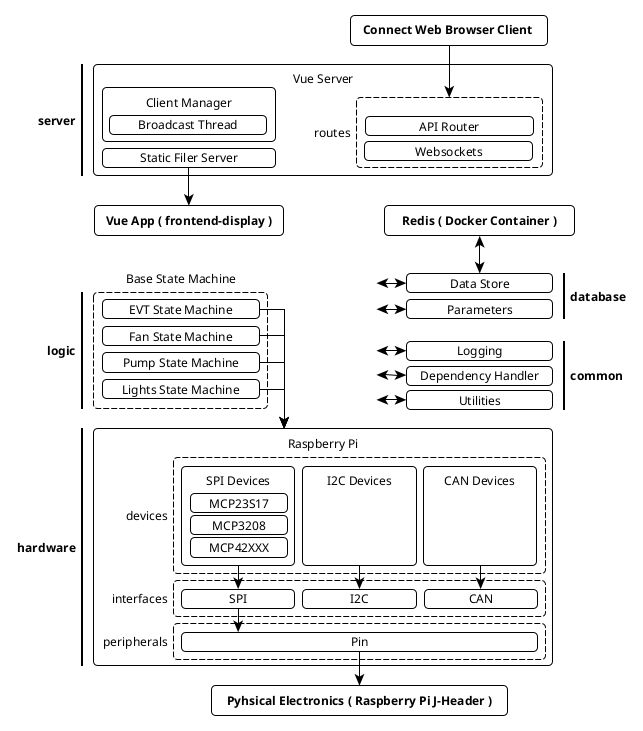 Connect Web Browser Client
Vue Server
server
Client Manager
Broadcast Thread
Static Filer Server
routes
API Router
Websockets
Vue App ( frontend-display )
Redis ( Docker Container )
Base State Machine
logic
EVT State Machine
Fan State Machine
Pump State Machine
Lights State Machine
Data Store
Parameters
database
Logging
Dependency Handler
Utilities
common
Raspberry Pi
hardware
devices
SPI Devices
MCP23S17
MCP3208
MCP42XXX
I2C Devices
CAN Devices
interfaces
SPI
I2C
CAN
peripherals
Pin
Pyhsical Electronics ( Raspberry Pi J-Header )